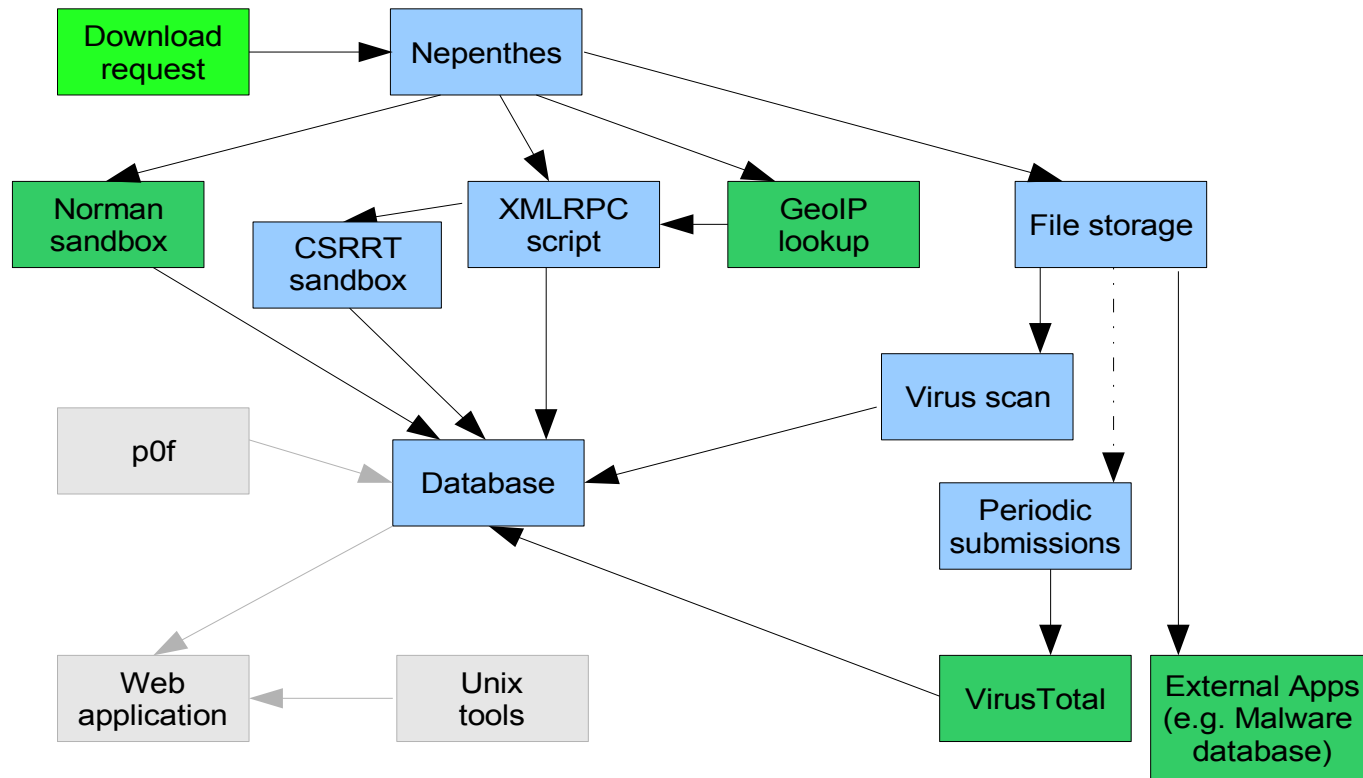 Download
request
Nepenthes
Norman
sandbox
CSRRT
sandbox
XMLRPC
script
GeoIP
lookup
File storage
Virus scan
p0f
Database
Periodic
submissions
Web
application
Unix
tools
VirusTotal
External Apps
(e.g. Malware
database)